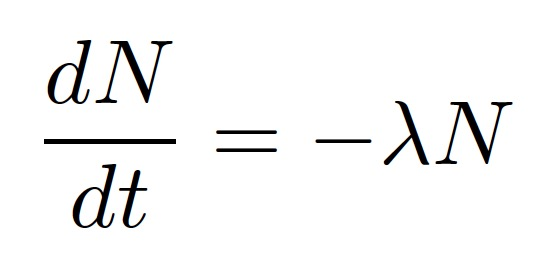 dN/dt = −λN